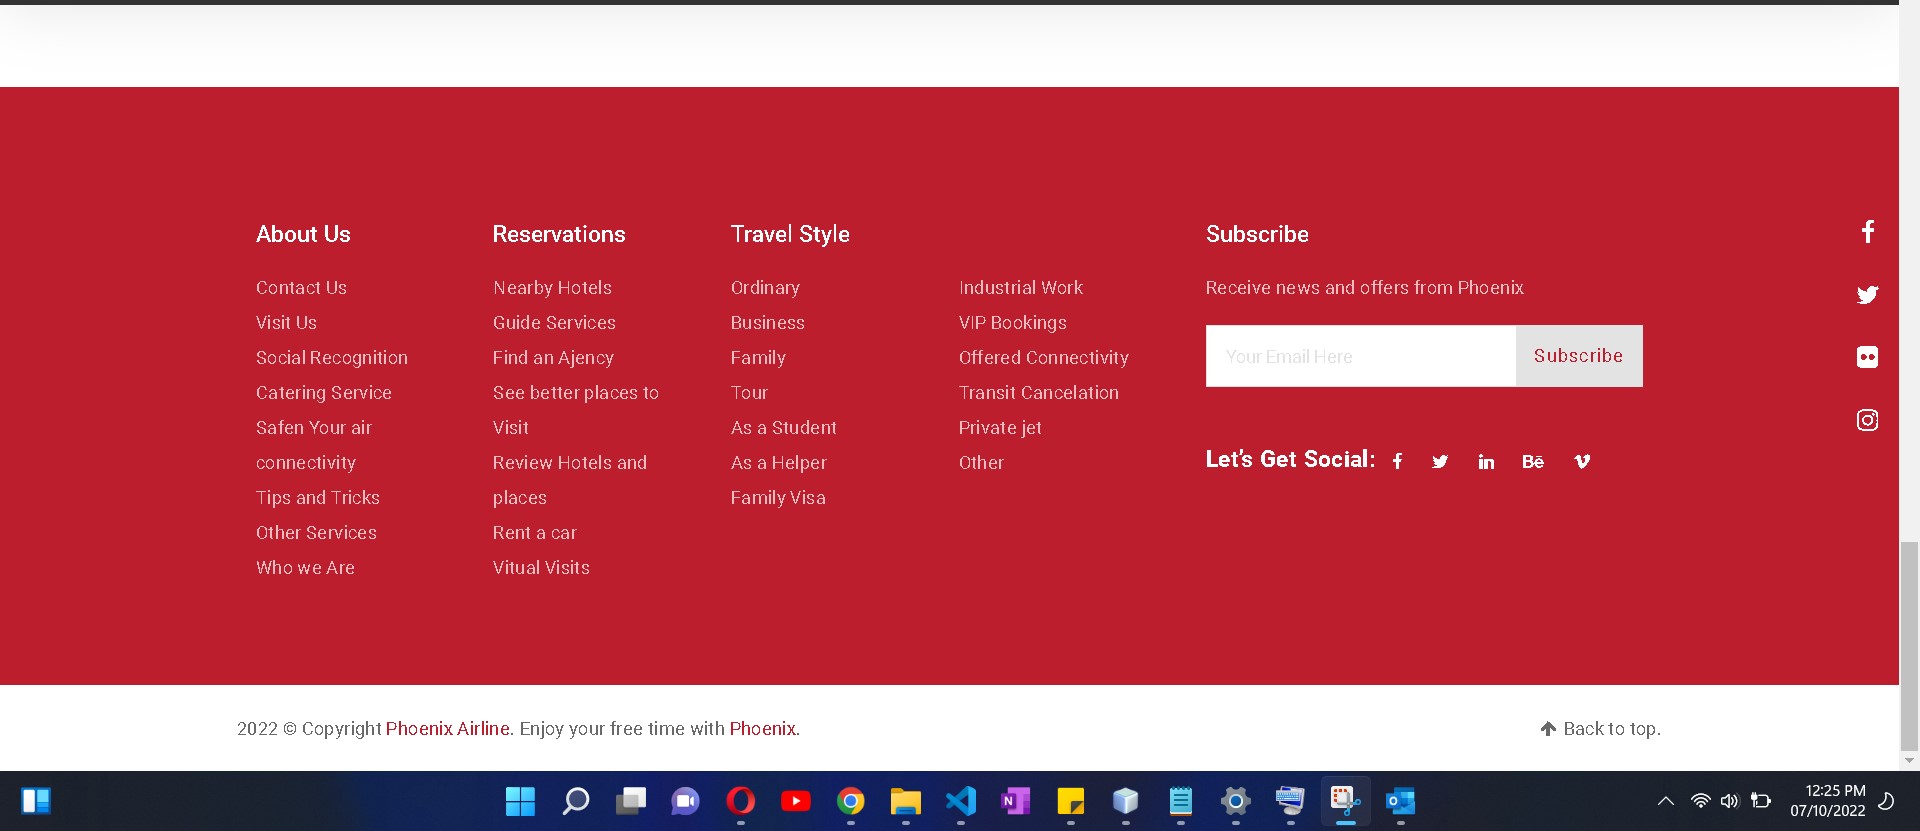 About Us
Contact Us
Visit Us
Social Recognition
Catering Service
Safen Your air
connectivity
Tips and Tricks
Other Services
Who we Are
Reservations
Nearby Hotels
Guide Services
Find an Ajency
See better places to
Visit
Review Hotels and
places
Rent a car
Vitual Visits
Travel Style
Ordinary
Business
Family
Tour
As a Student
As a Helper
Family Visa
Industrial Work
VIP Bookings
Offered Connectivity
Transit Cancelation
Private jet
Other
Subscribe
Receive news and offers from Phoenix
Your Email Here
Subscribe
Let's Get Social:
Bē
2022 © Copyright Phoenix Airline. Enjoy your free time with Phoenix.
Back to top.
12:25 PM
07/10/2022